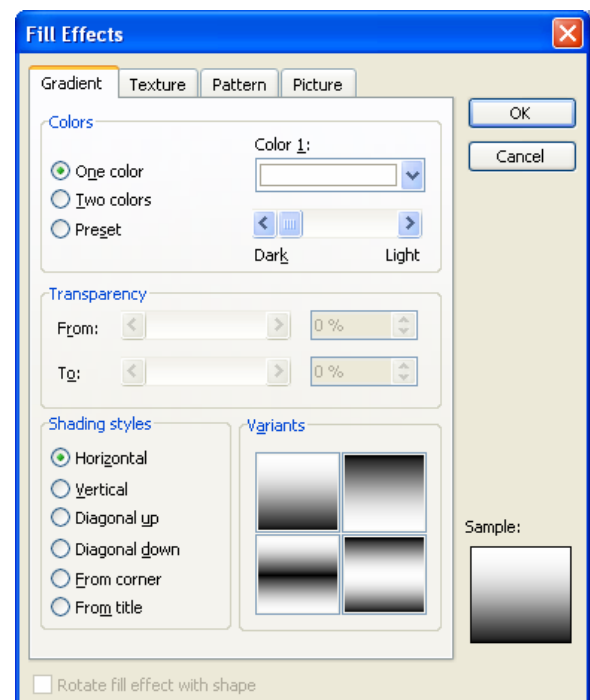 Fill Effects
Gradient Texture Pattern Picture
OK
Cancel
Colors
One color
Two colors
Preset
Color 1:
Dark Light
Transparency
From: 0 %
To: 0 %
Shading styles
Horizontal
Vertical
Diagonal up
Diagonal down
From corner
From title
Variants
Sample:
Rotate fill effect with shape